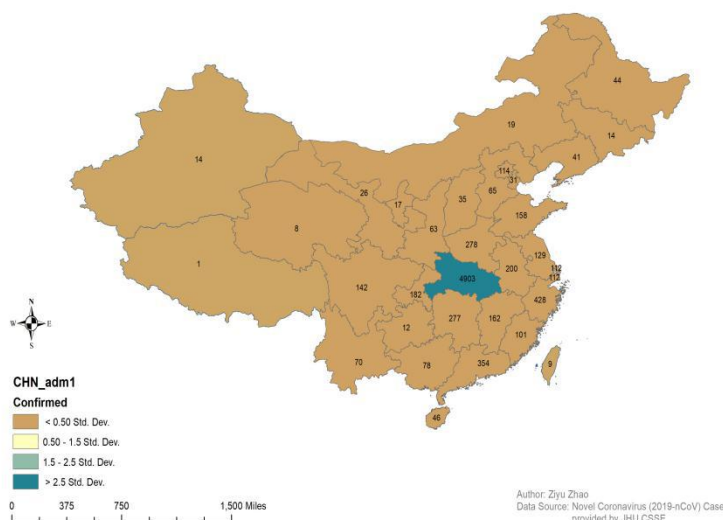 44
19
14
14
41
114
31
26
65
35
17
158
63
8
278
129
1
200
112
112
4903
142
182
428
277
162
12
101
70
78
354
9
46
N
W E
S
CHN_adm1
Confirmed
< 0.50 Std. Dev.
0.50 - 1.5 Std. Dev.
1.5 - 2.5 Std. Dev.
> 2.5 Std. Dev.
0 375 750 1,500 Miles
Author: Ziyu Zhao
Data Source: Novel Coronavirus (2019-nCoV) Case
provided by JHU CSSE